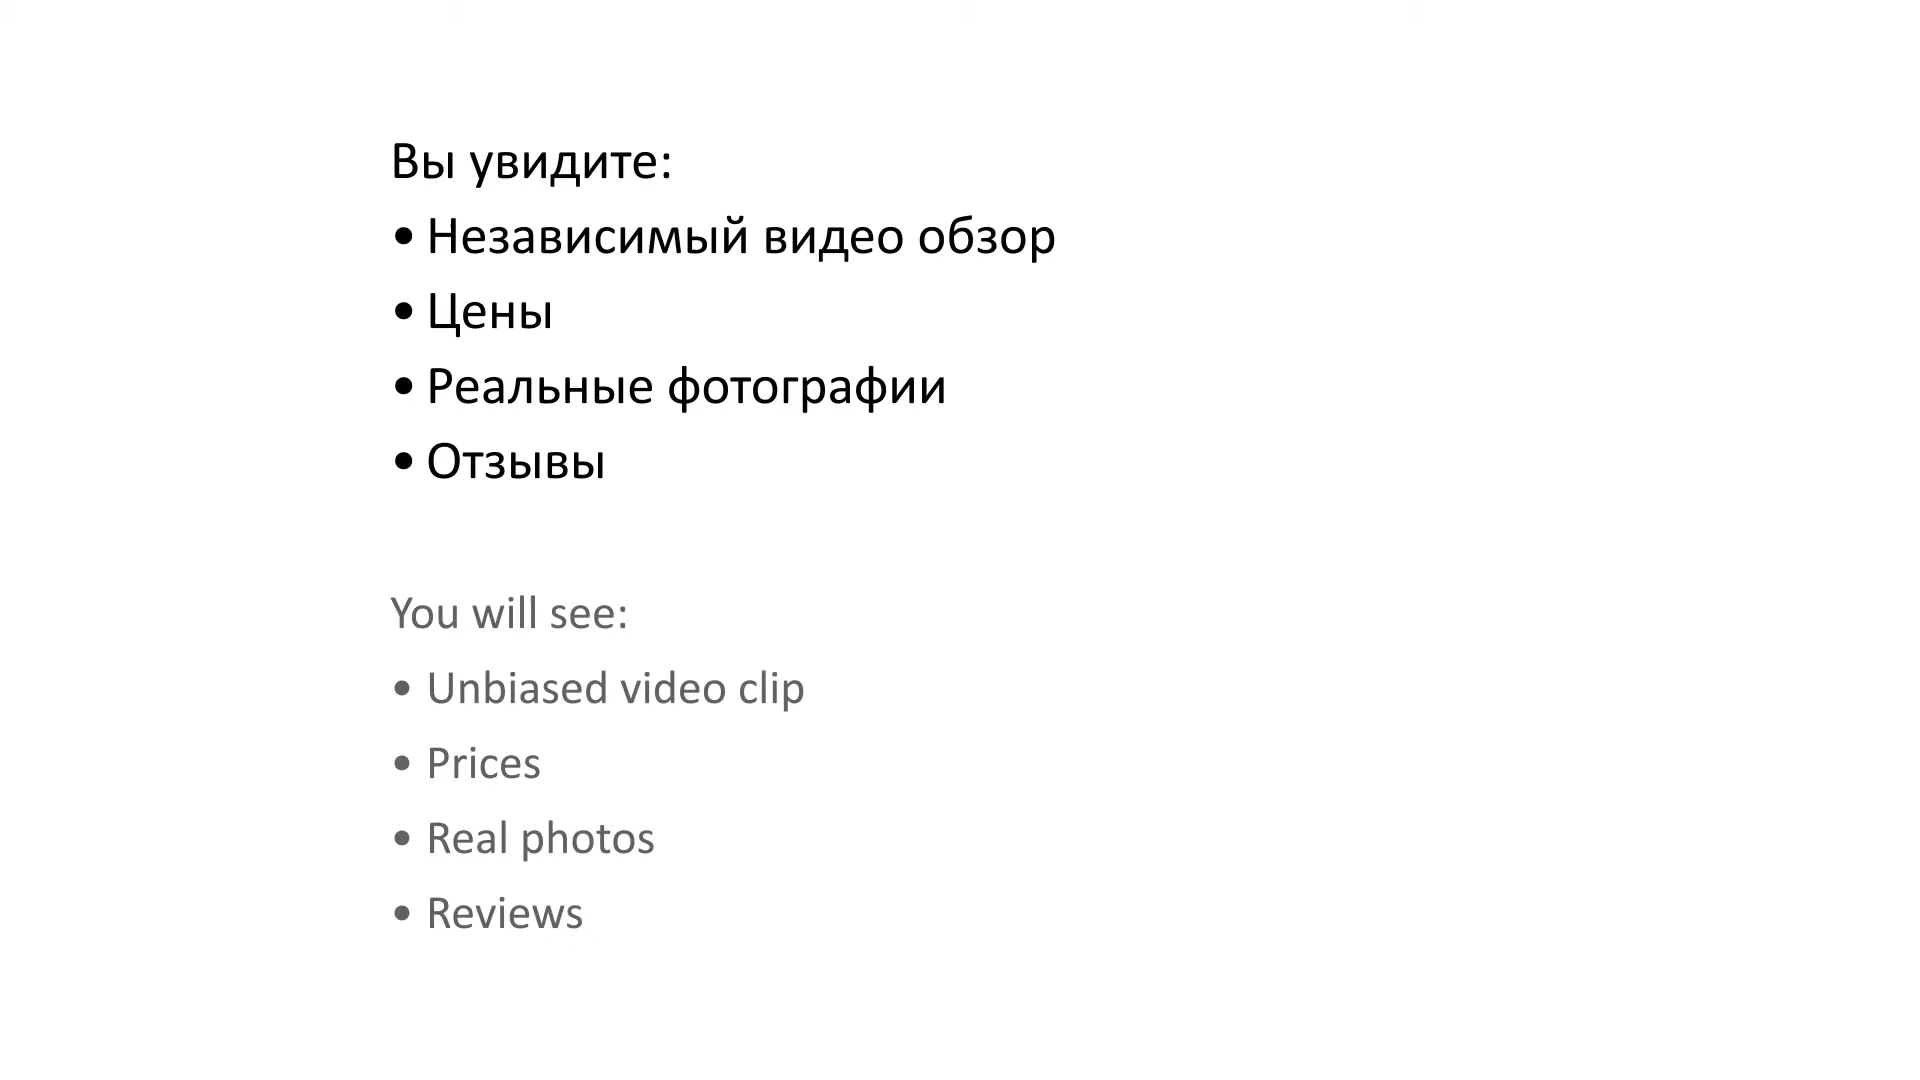 Вы увидите:
• Независимый видео обзор
• Цены
• Реальные фотографии
• Отзывы
You will see:
• Unbiased video clip
• Prices
• Real photos
• Reviews